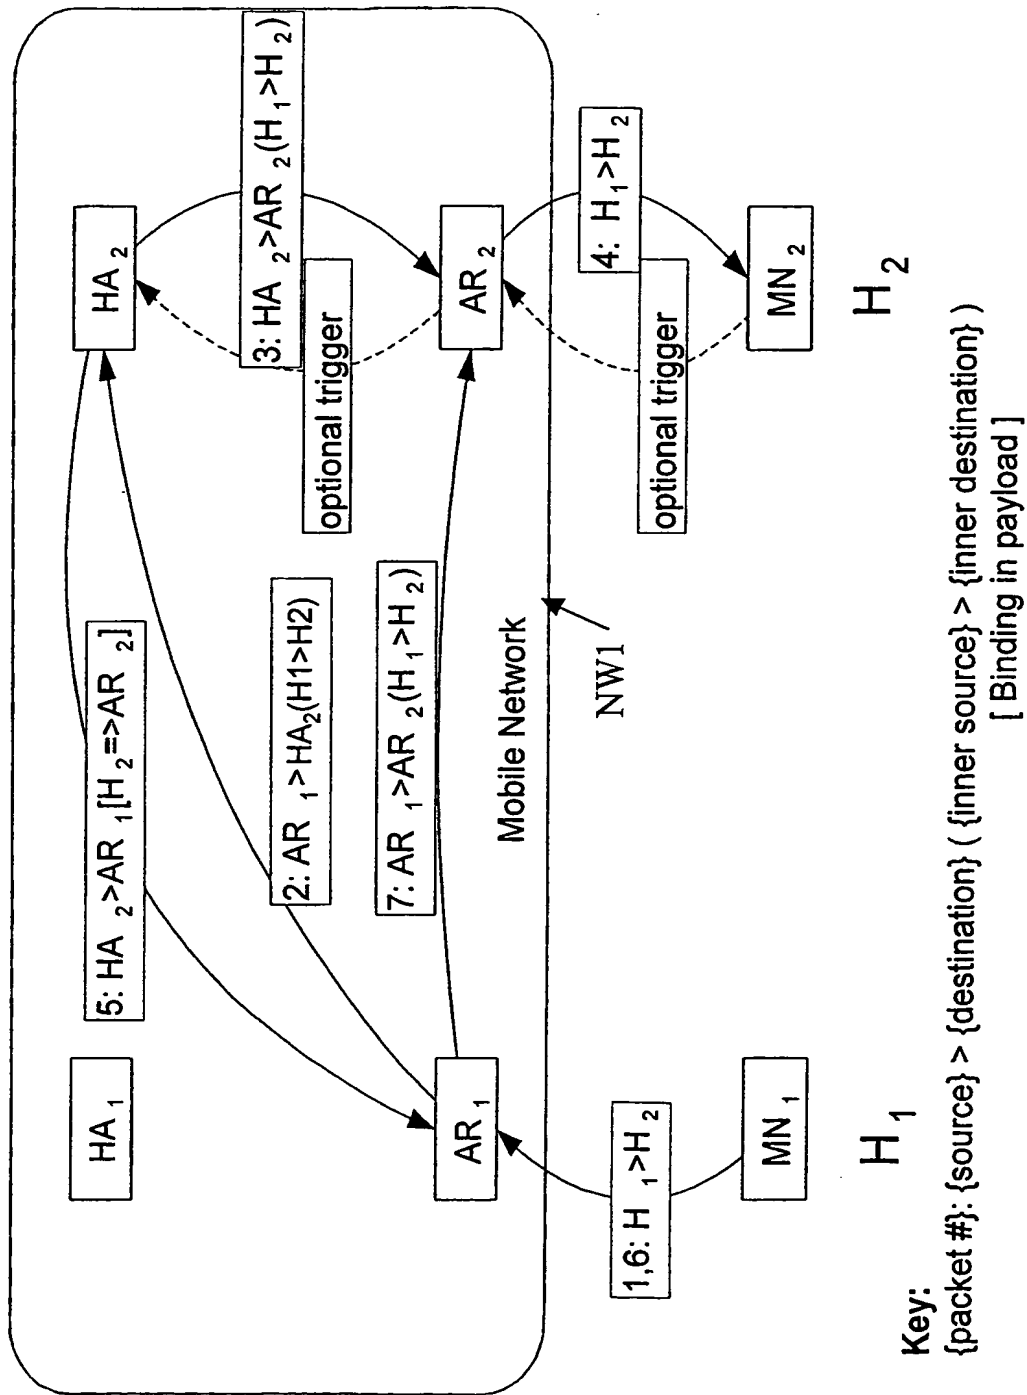 HA 1
HA 2
5: HA 2>AR 1[H 2=>AR 2]
3: HA 2>AR 2(H 1>H 2)
optional trigger
2: AR 1>HA2(H1>H2)
7: AR 1>AR 2(H 1>H 2)
AR 1
AR 2
Mobile Network
NW1
1,6: H 1>H 2
4: H 1>H 2
optional trigger
MN 1
MN 2
H 1
H 2
Key:
{packet #}: {source} > {destination} ( {inner source} > {inner destination} )
[ Binding in payload ]